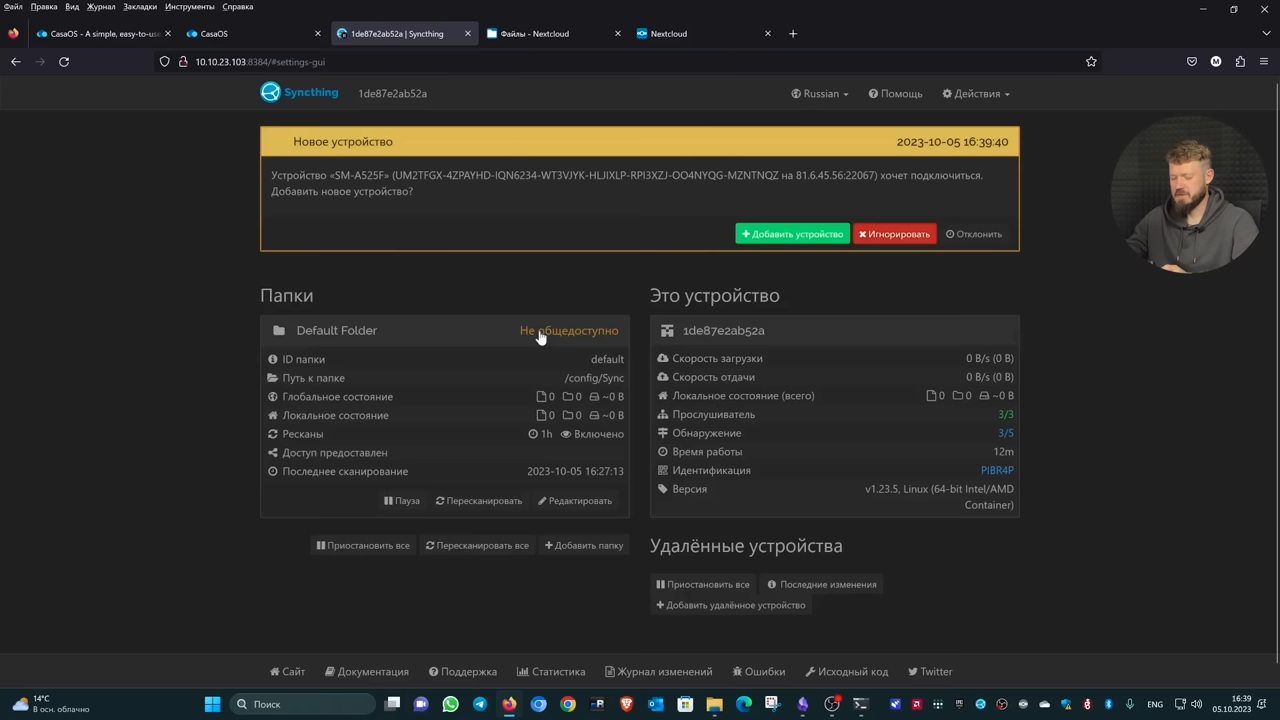 Файл Правка Вид Журнал Закладки Инструменты Справка
CasaOS - A simple, easy-to-use
CasaOS
1de87e2ab52a | Syncthing
Файлы - Nextcloud
Nextcloud
10.10.23.103:8384/#settings-gui
M
Syncthing 1de87e2ab52a Russian Помощь Действия
Новое устройство 2023-10-05 16:39:40
Устройство «SM-A525F» (UM2TFGX-4ZPAYHD-IQN6234-WT3VJYK-HLJIXLP-RPI3XZJ-OO4NYQG-MZNTNQZ на 81.6.45.56:22067) хочет подключиться.
Добавить новое устройство?
Добавить устройство Игнорировать Отклонить
Папки
Default Folder Не общедоступно
ID папки default
Путь к папке /config/Sync
Глобальное состояние 0 0 ~0 B
Локальное состояние 0 0 ~0 B
Рескaны 1h Включено
Доступ предоставлен
Последнее сканирование 2023-10-05 16:27:13
Пауза Пересканировать Редактировать
Приостановить все Пересканировать все Добавить папку
Это устройство
1de87e2ab52a
Скорость загрузки 0 B/s (0 B)
Скорость отдачи 0 B/s (0 B)
Локальное состояние (всего) 0 0 ~0 B
Прослушиватель 3/3
Обнаружение 3/5
Время работы 12m
Идентификация PIBR4P
Версия v1.23.5, Linux (64-bit Intel/AMD
Container)
Удалённые устройства
Приостановить все Последние изменения
Добавить удалённое устройство
Сайт Документация Поддержка Статистика Журнал изменений Ошибки Исходный код Twitter
14°C
В осн. облачно
Поиск
ENG
16:39
05.10.2023